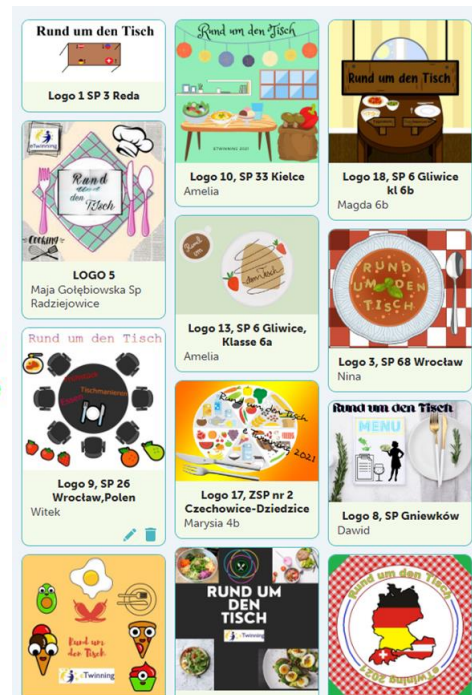 Rund um den Tisch
Logo 1 SP 3 Reda
eTwinning
Rund
um
den
Tisch
Cooking
LOGO 5
Maja Gołębiowska Sp
Radziejowice
Rund um den Tisch
Tischmanieren
Essen
Logo 9, SP 26
Wrocław,Polen
Witek
Rund um
den Tisch
eTwinning
Rund um den Tisch
ETWINNING 2021
Logo 10, SP 33 Kielce
Amelia
Rund
um
den Tisch
Logo 13, SP 6 Gliwice,
Klasse 6a
Amelia
Rund um den Tisch
eTwinning 2021
Logo 17, ZSP nr 2
Czechowice-Dziedzice
Marysia 4b
RUND UM
DEN
TISCH
eTwinning
Rund um den Tisch
Logo 18, SP 6 Gliwice
kl 6b
Magda 6b
RUND
UM DEN
TISCH
Logo 3, SP 68 Wrocław
Nina
Rund um den Tisch
MENU
Logo 8, SP Gniewków
Dawid
Rund um den Tisch
eTwinning 2021